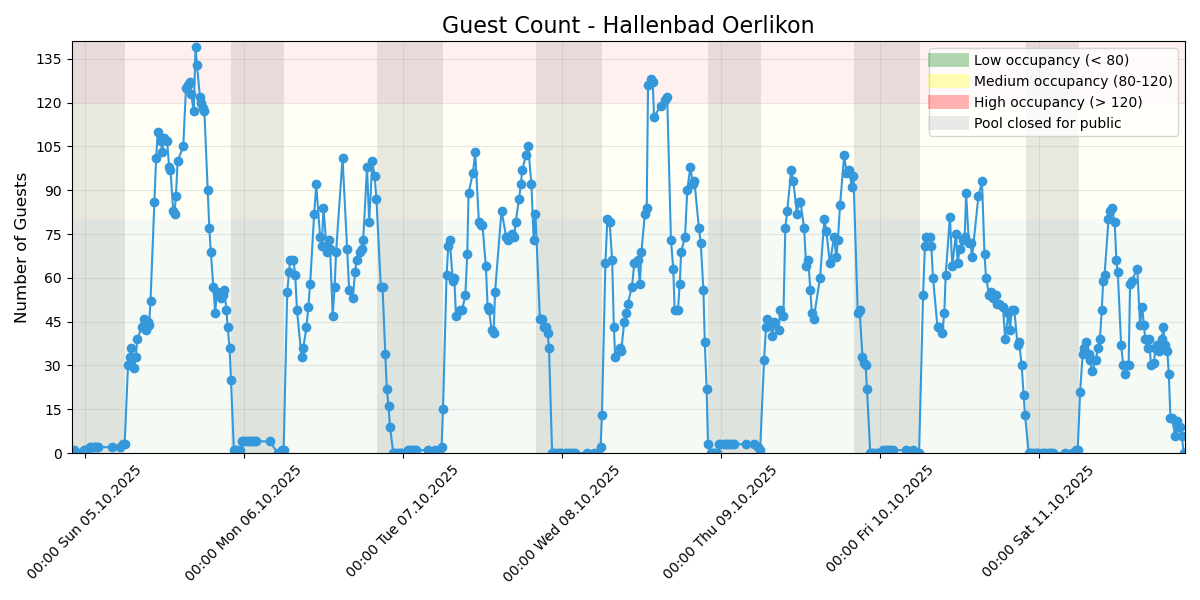 Guest Count - Hallenbad Oerlikon
Number of Guests
135
120
105
90
75
60
45
30
15
0
Low occupancy (< 80)
Medium occupancy (80-120)
High occupancy (> 120)
Pool closed for public
00:00 Sun 05.10.2025
00:00 Mon 06.10.2025
00:00 Tue 07.10.2025
00:00 Wed 08.10.2025
00:00 Thu 09.10.2025
00:00 Fri 10.10.2025
00:00 Sat 11.10.2025